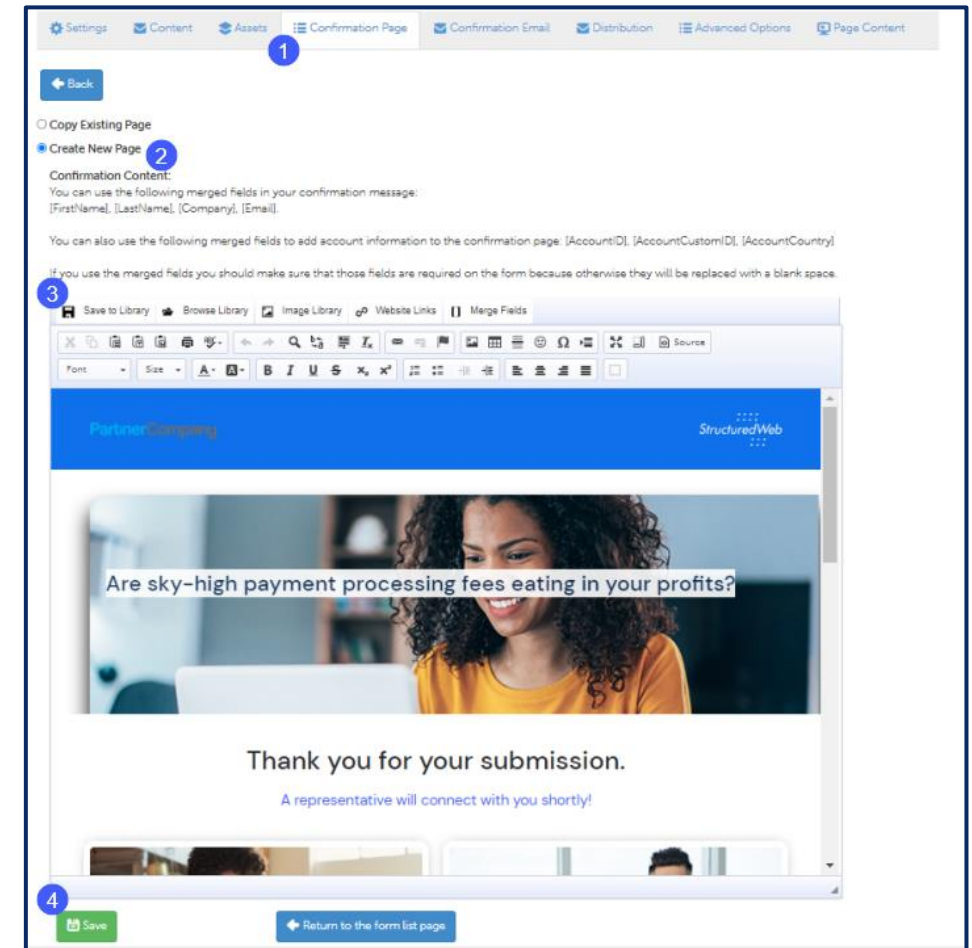 Settings Content Assets Confirmation Page Confirmation Email Distribution Advanced Options Page Content
1
Back
Copy Existing Page
Create New Page
2
Confirmation Content:
You can use the following merged fields in your confirmation message:
[FirstName], [LastName], [Company], [Email].
You can also use the following merged fields to add account information to the confirmation page: [AccountID], [AccountCustomID], [AccountCountry]
If you use the merged fields you should make sure that those fields are required on the form because otherwise they will be replaced with a blank space.
3
Save to Library Browse Library Image Library Website Links Merge Fields
Source
Font Size A A B I U S x₂ x²
PartnerCompany StructuredWeb
Are sky-high payment processing fees eating in your profits?
Thank you for your submission.
A representative will connect with you shortly!
4
Save Return to the form list page